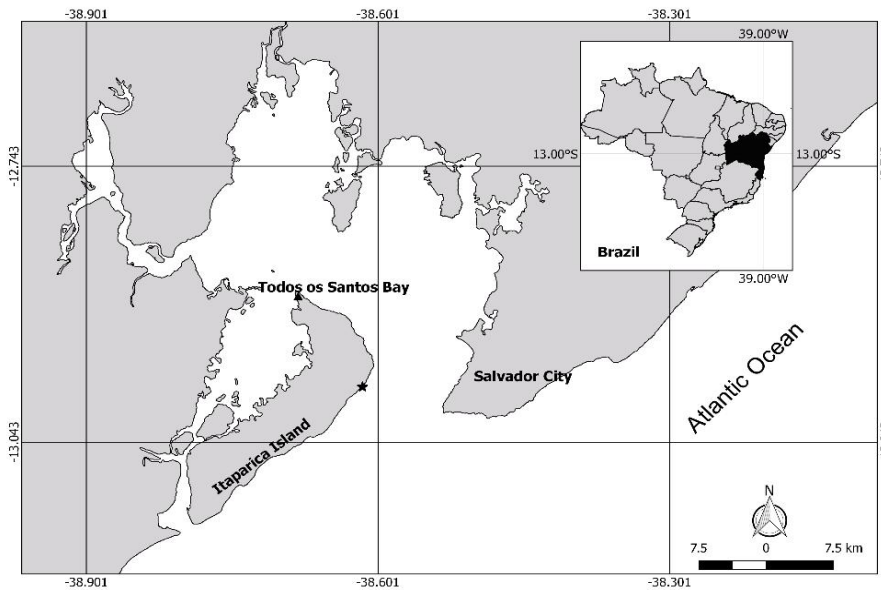 -38.901
-38.601
-38.301
39.00°W
-12.743
13.00°S
13.00°S
Brazil
39.00°W
Todos os Santos Bay
Salvador City
Atlantic Ocean
Itaparica Island
-13.043
N
7.5 0 7.5 km
-38.901
-38.601
-38.301